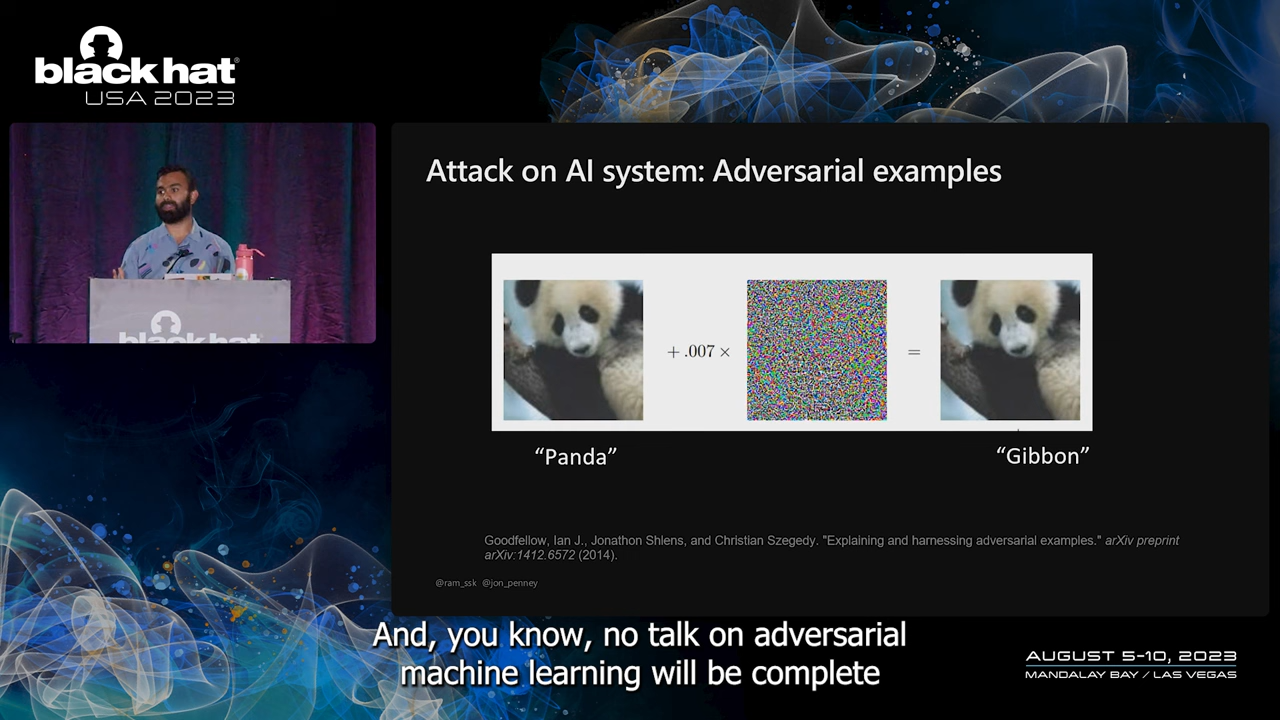 black hat®
USA 2023
Attack on AI system: Adversarial examples
+ .007 ×
=
“Panda”
“Gibbon”
Goodfellow, Ian J., Jonathon Shlens, and Christian Szegedy. "Explaining and harnessing adversarial examples." arXiv preprint
arXiv:1412.6572 (2014).
@ram_ssk @jon_penney
black hat
And, you know, no talk on adversarial
machine learning will be complete
AUGUST 5-10, 2023
MANDALAY BAY / LAS VEGAS